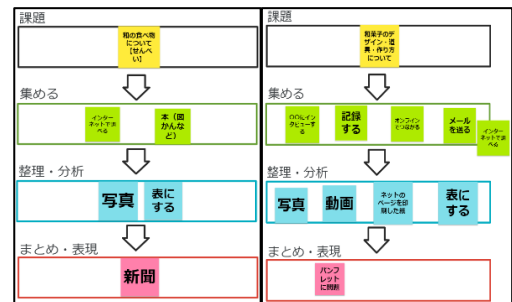 課題
和の食べ物
について
【せんべ
い】
集める
インター
ネットで調
べる
本（図
かんな
ど）
整理・分析
写真
表に
する
まとめ・表現
新聞
課題
和菓子のデ
ザイン・道
具・作り方
について
集める
〇〇にイン
タビューす
る
記録
する
オンライン
でつながる
メール
を送る
インター
ネットで調
べる
整理・分析
写真
動画
ネットの
ページを印
刷した紙
表に
する
まとめ・表現
パンフ
レット
に同封